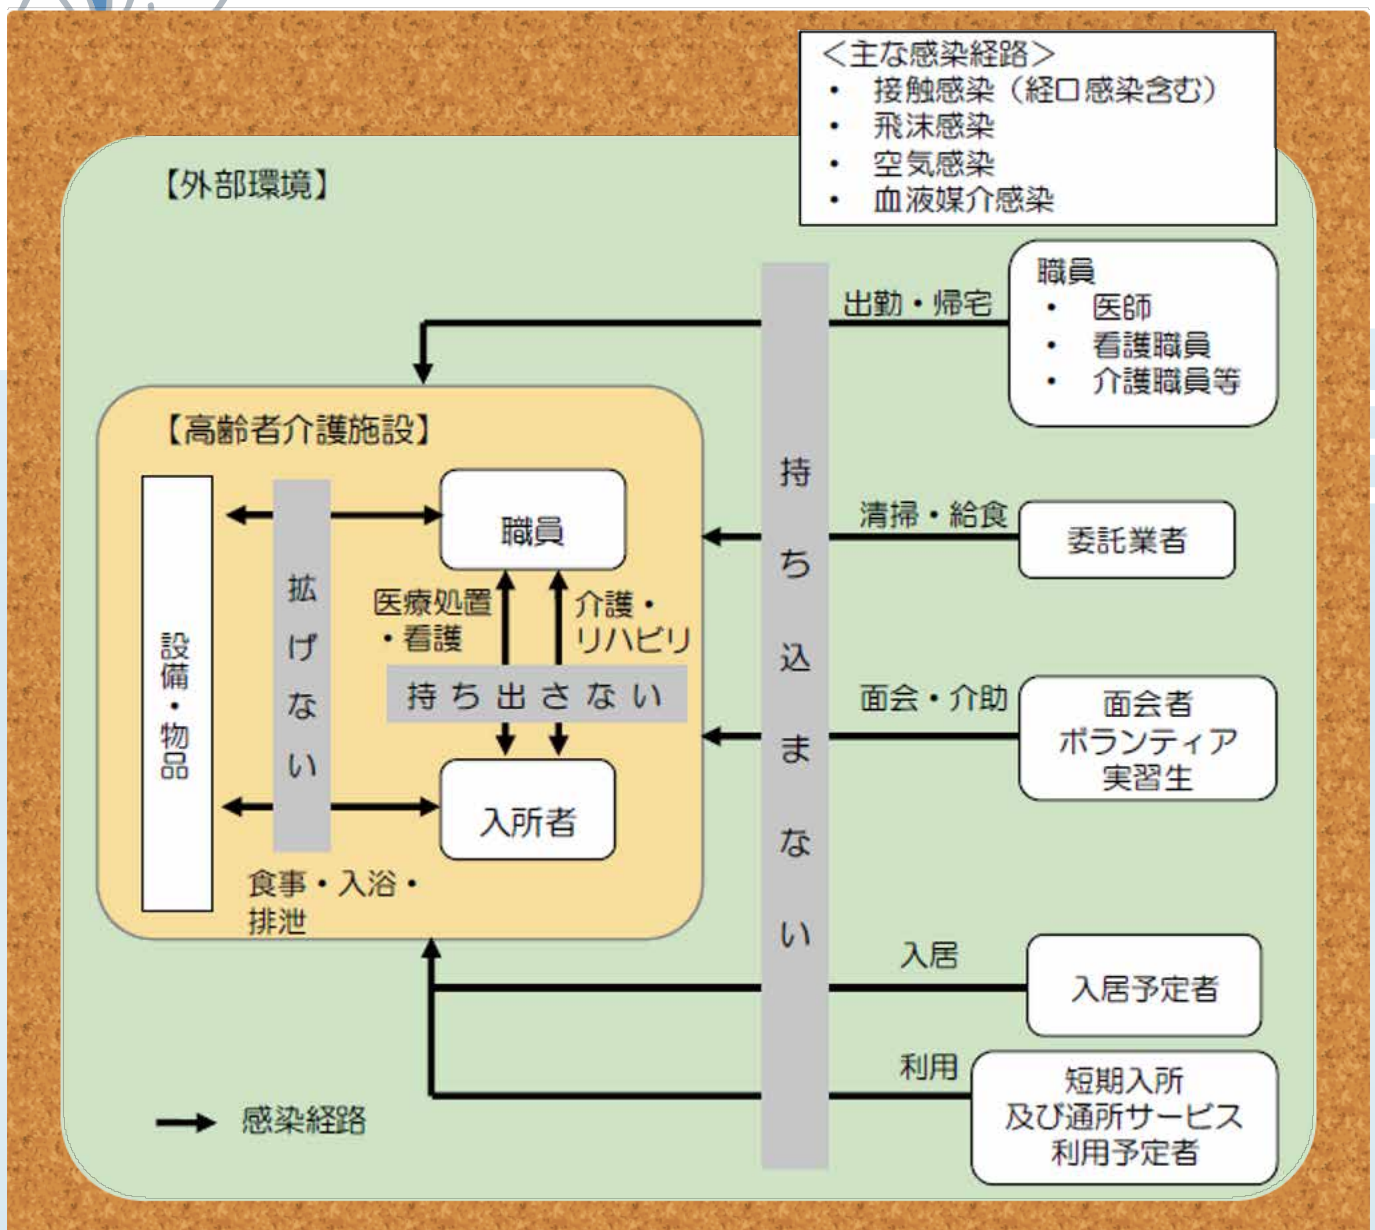 ＜主な感染経路＞
・ 接触感染（経口感染含む）
・ 飛沫感染
・ 空気感染
・ 血液媒介感染
【外部環境】
職員
・ 医師
・ 看護職員
・ 介護職員等
出勤・帰宅
【高齢者介護施設】
設備・物品
拡げない
職員
医療処置
・看護
介護・
リハビリ
持ち出さない
入所者
食事・入浴・
排泄
持ち込まない
清掃・給食
委託業者
面会・介助
面会者
ボランティア
実習生
入居
入居予定者
利用
短期入所
及び通所サービス
利用予定者
感染経路